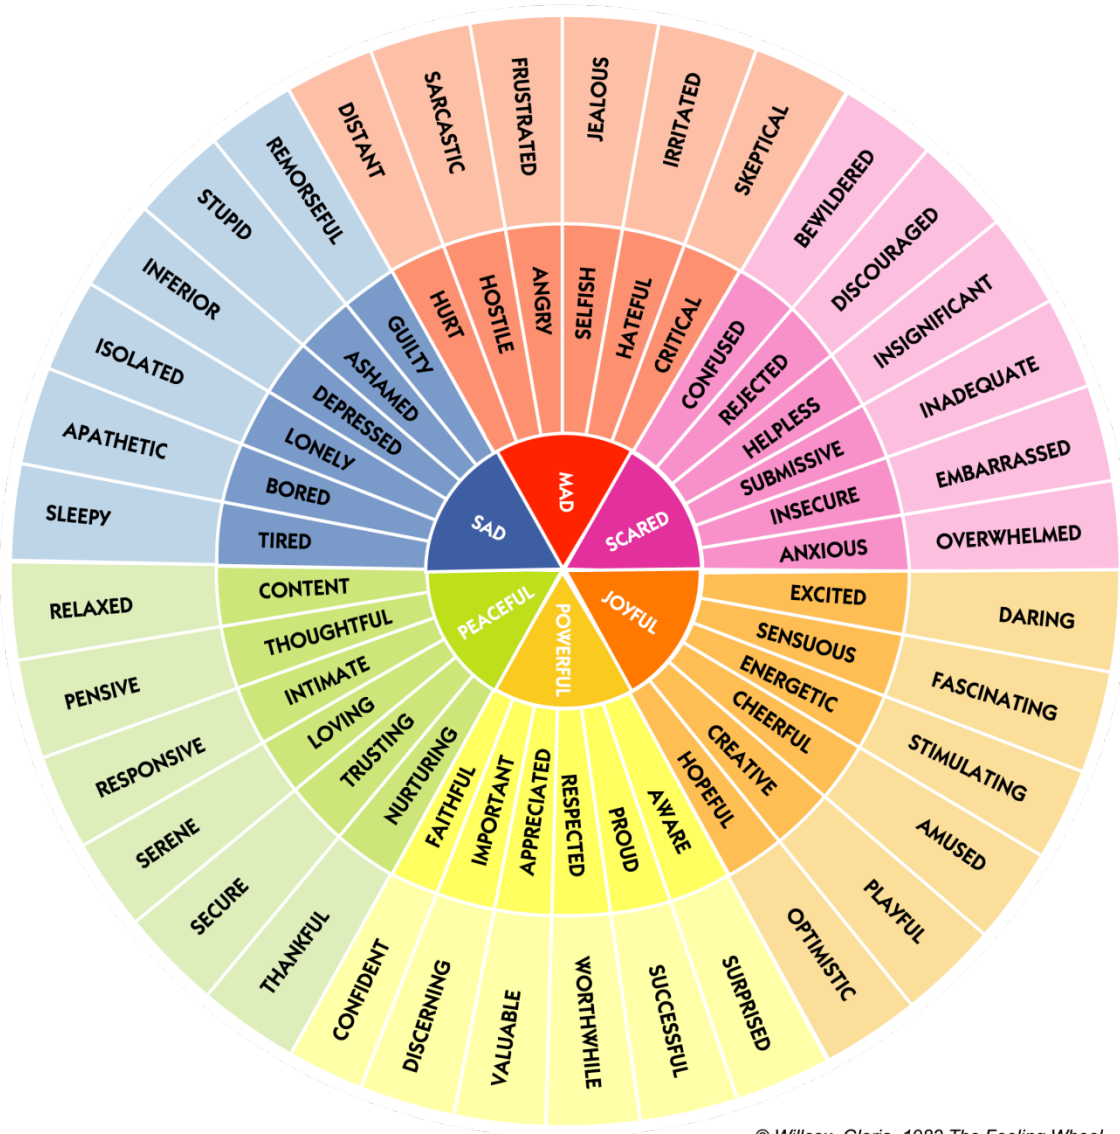 MAD
SCARED
JOYFUL
POWERFUL
PEACEFUL
SAD
HURT
HOSTILE
ANGRY
SELFISH
HATEFUL
CRITICAL
CONFUSED
REJECTED
HELPLESS
SUBMISSIVE
INSECURE
ANXIOUS
EXCITED
SENSUOUS
ENERGETIC
CHEERFUL
CREATIVE
HOPEFUL
AWARE
PROUD
RESPECTED
APPRECIATED
IMPORTANT
FAITHFUL
NURTURING
TRUSTING
LOVING
INTIMATE
THOUGHTFUL
CONTENT
TIRED
BORED
LONELY
DEPRESSED
ASHAMED
GUILTY
DISTANT
SARCASTIC
FRUSTRATED
JEALOUS
IRRITATED
SKEPTICAL
BEWILDERED
DISCOURAGED
INSIGNIFICANT
INADEQUATE
EMBARRASSED
OVERWHELMED
DARING
FASCINATING
STIMULATING
AMUSED
PLAYFUL
OPTIMISTIC
SURPRISED
SUCCESSFUL
WORTHWHILE
VALUABLE
DISCERNING
CONFIDENT
THANKFUL
SECURE
SERENE
RESPONSIVE
PENSIVE
RELAXED
SLEEPY
APATHETIC
ISOLATED
INFERIOR
STUPID
REMORSEFUL
The Feeling Wheel